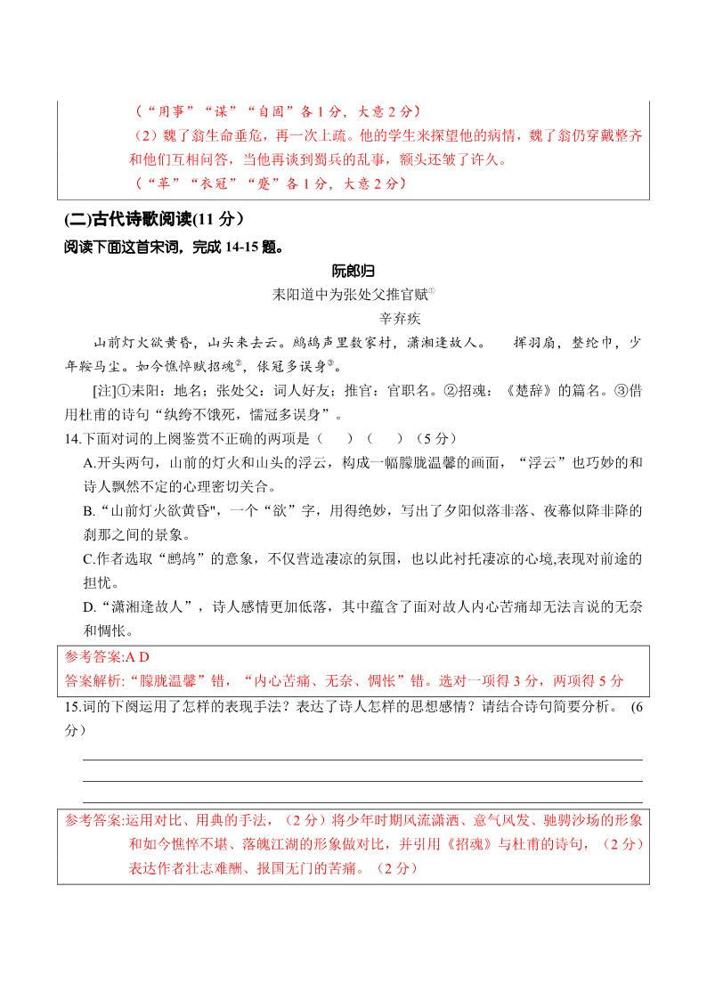 （“用事”“谋”“自固”各 1 分，大意 2 分）
（2）魏了翁生命垂危，再一次上疏。他的学生来探望他的病情，魏了翁仍穿戴整齐
和他们互相问答，当他再谈到蜀兵的乱事，额头还皱了许久。
（“革”“衣冠”“蹙”各 1 分，大意 2 分）
(二)古代诗歌阅读(11 分）
阅读下面这首宋词，完成 14-15 题。
阮郎归
耒阳道中为张处父推官赋①
辛弃疾
山前灯火欲黄昏，山头来去云。鹧鸪声里数家村，潇湘逢故人。 挥羽扇，整纶巾，少
年鞍马尘。如今憔悴赋招魂②，儒冠多误身③。
[注]①耒阳：地名；张处父：词人好友；推官：官职名。②招魂：《楚辞》的篇名。③借
用杜甫的诗句“纨绔不饿死，儒冠多误身”。
14.下面对词的上阕鉴赏不正确的两项是（ ）（ ）（5 分）
A.开头两句，山前的灯火和山头的浮云，构成一幅朦胧温馨的画面，“浮云”也巧妙的和
诗人飘然不定的心理密切关合。
B.“山前灯火欲黄昏"，一个“欲”字，用得绝妙，写出了夕阳似落非落、夜幕似降非降的
刹那之间的景象。
C.作者选取“鹧鸪”的意象，不仅营造凄凉的氛围，也以此衬托凄凉的心境,表现对前途的
担忧。
D.“潇湘逢故人”，诗人感情更加低落，其中蕴含了面对故人内心苦痛却无法言说的无奈
和惆怅。
参考答案:A D
答案解析:“朦胧温馨”错，“内心苦痛、无奈、惆怅”错。选对一项得 3 分，两项得 5 分
15.词的下阕运用了怎样的表现手法？表达了诗人怎样的思想感情？请结合诗句简要分析。（6
分）
参考答案:运用对比、用典的手法，（2 分）将少年时期风流潇洒、意气风发、驰骋沙场的形象
和如今憔悴不堪、落魄江湖的形象做对比，并引用《招魂》与杜甫的诗句，（2 分）
表达作者壮志难酬、报国无门的苦痛。（2 分）